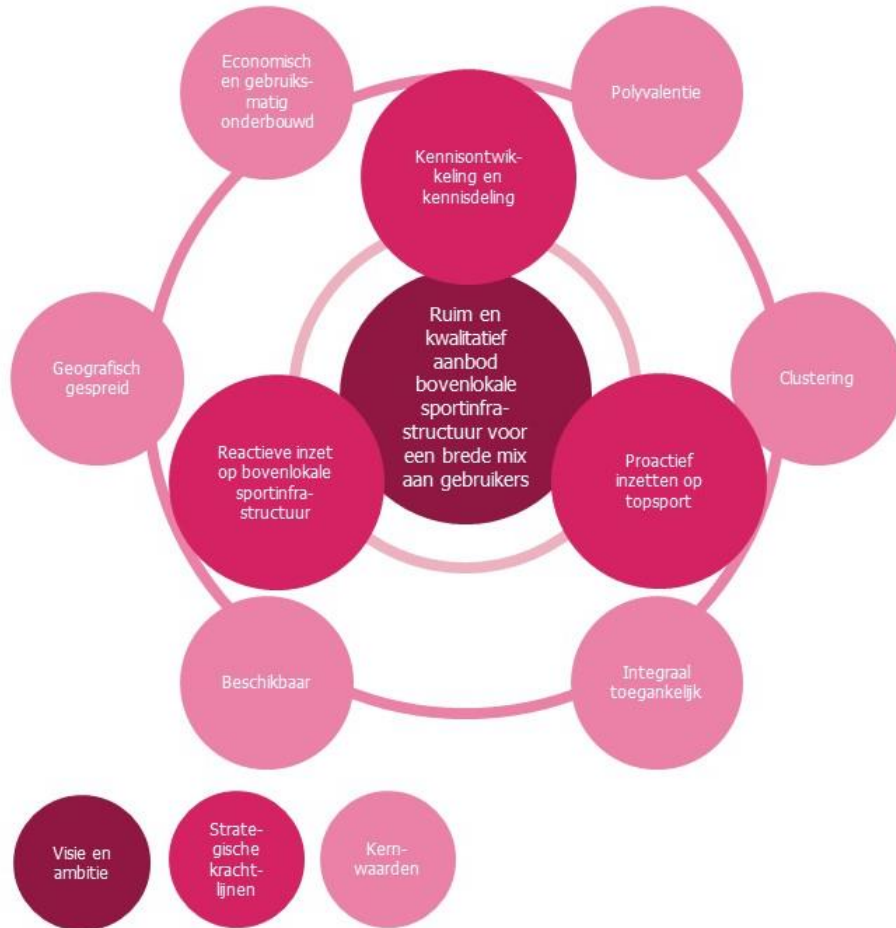 Economisch
en gebruiks-
matig
onderbouwd
Polyvalentie
Kennisontwik-
keling en
kennisdeling
Ruim en
kwalitatief
aanbod
bovenlokale
sportinfra-
structuur voor
een brede mix
aan gebruikers
Geografisch
gespreid
Clustering
Reactieve inzet
op bovenlokale
sportinfra-
structuur
Proactief
inzetten op
topsport
Beschikbaar
Integraal
toegankelijk
Visie en
ambitie
Strate-
gische
kracht-
lijnen
Kern-
waarden